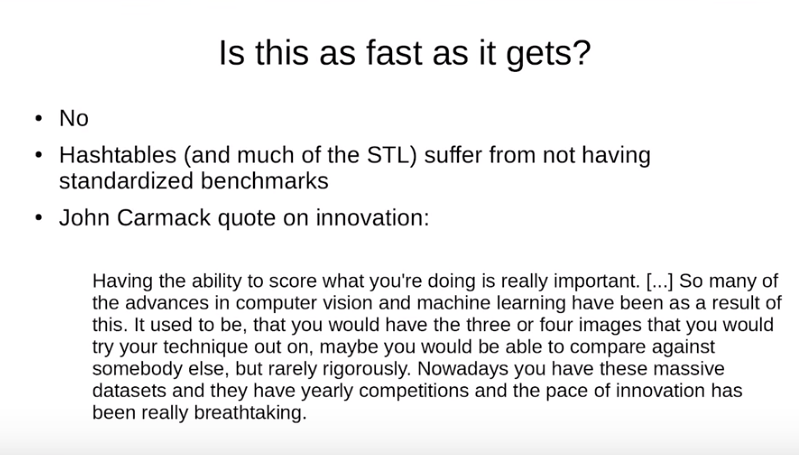 Is this as fast as it gets?
• No
• Hashtables (and much of the STL) suffer from not having
standardized benchmarks
• John Carmack quote on innovation:
Having the ability to score what you're doing is really important. [...] So many of
the advances in computer vision and machine learning have been as a result of
this. It used to be, that you would have the three or four images that you would
try your technique out on, maybe you would be able to compare against
somebody else, but rarely rigorously. Nowadays you have these massive
datasets and they have yearly competitions and the pace of innovation has
been really breathtaking.